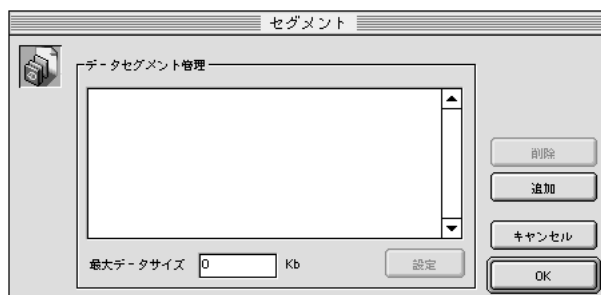 セグメント
データセグメント管理
削除
追加
キャンセル
最大データサイズ 0 Kb 設定
OK